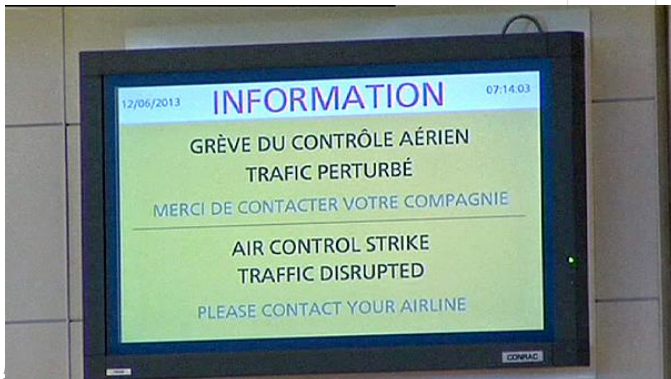 12/06/2013 INFORMATION 07:14:03
GRÈVE DU CONTRÔLE AÉRIEN
TRAFIC PERTURBÉ
MERCI DE CONTACTER VOTRE COMPAGNIE
AIR CONTROL STRIKE
TRAFFIC DISRUPTED
PLEASE CONTACT YOUR AIRLINE
CONRAC